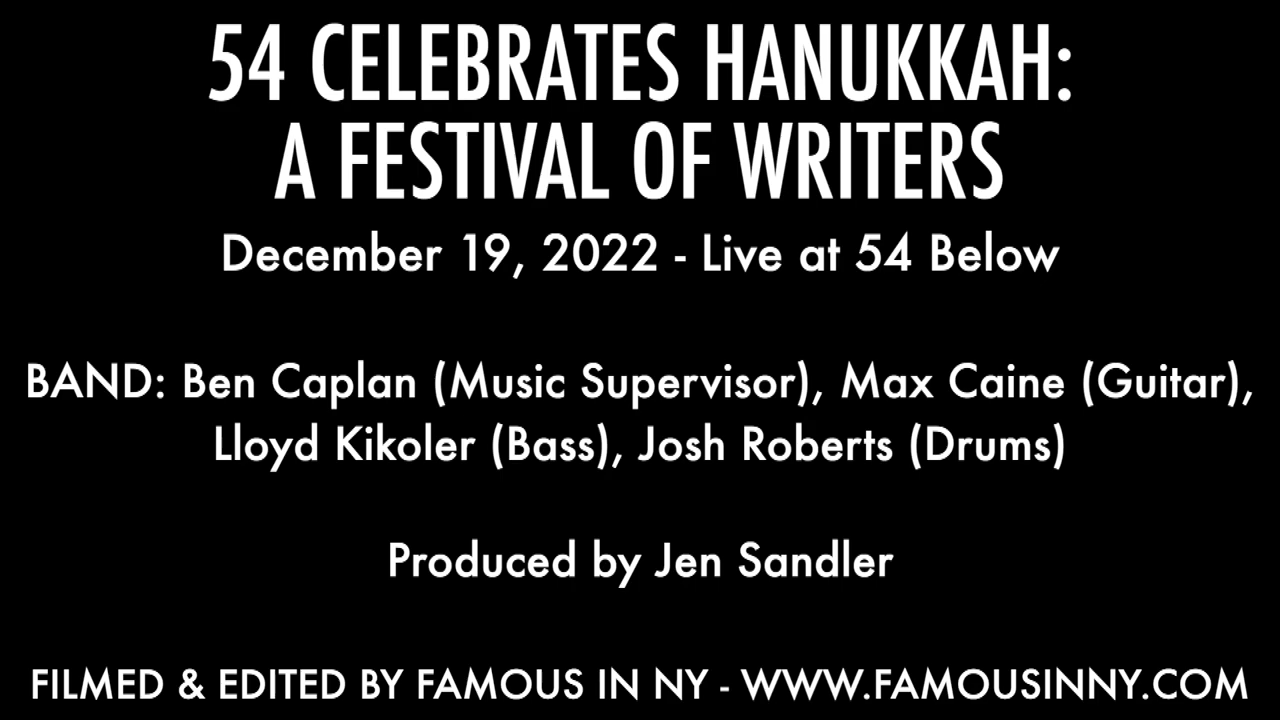 54 CELEBRATES HANUKKAH:
A FESTIVAL OF WRITERS
December 19, 2022 - Live at 54 Below
BAND: Ben Caplan (Music Supervisor), Max Caine (Guitar),
Lloyd Kikoler (Bass), Josh Roberts (Drums)
Produced by Jen Sandler
FILMED & EDITED BY FAMOUS IN NY - WWW.FAMOUSINNY.COM